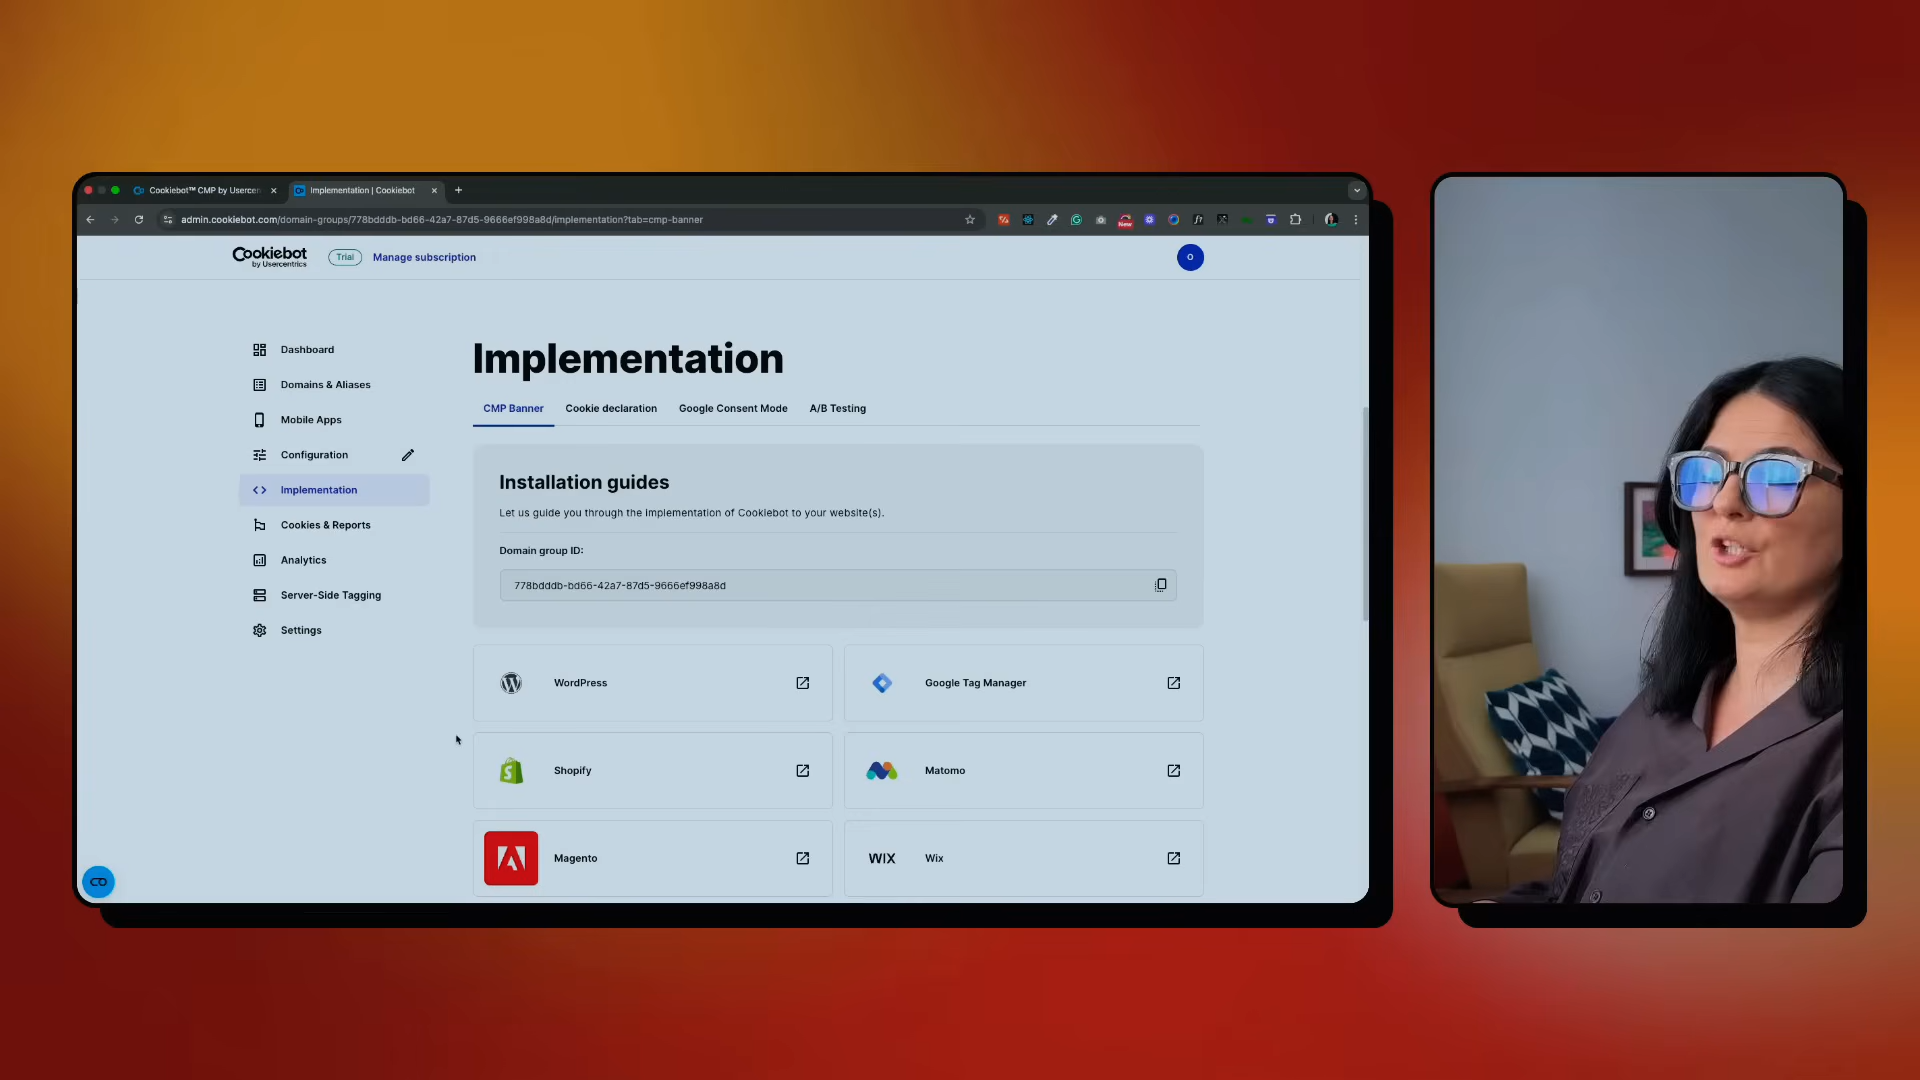 Cookiebot™ CMP by Usercen
Implementation | Cookiebot
admin.cookiebot.com/domain-groups/778bdddb-bd66-42a7-87d5-9666ef998a8d/implementation?tab=cmp-banner
New
Cookiebot
by Usercentrics
Trial
Manage subscription
O
Dashboard
Domains & Aliases
Mobile Apps
Configuration
Implementation
Cookies & Reports
Analytics
Server-Side Tagging
Settings
Implementation
CMP Banner
Cookie declaration
Google Consent Mode
A/B Testing
Installation guides
Let us guide you through the implementation of Cookiebot to your website(s).
Domain group ID:
778bdddb-bd66-42a7-87d5-9666ef998a8d
WordPress
Google Tag Manager
Shopify
Matomo
Magento
WIX
Wix